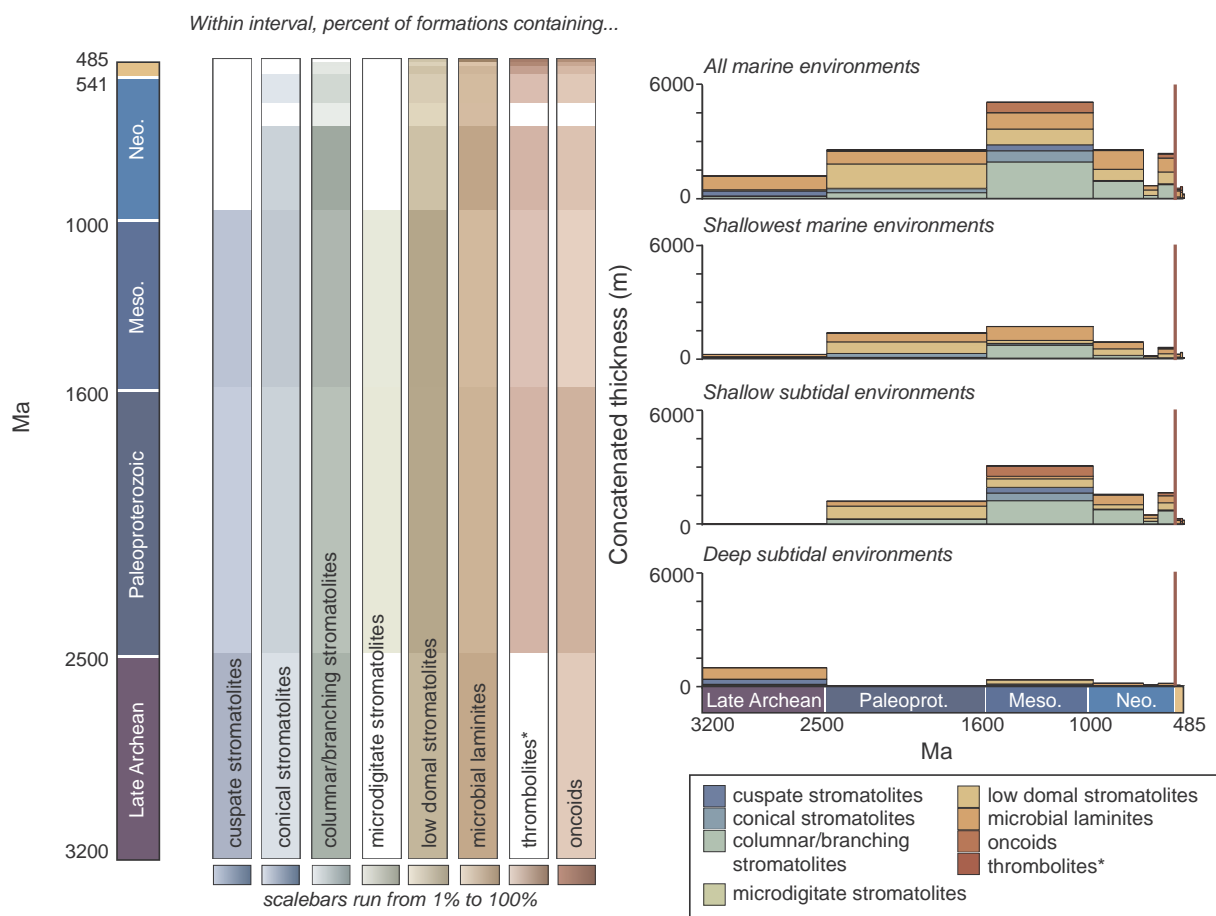 Within interval, percent of formations containing...
485
541
1000
1600
2500
3200
Ma
Neo.
Meso.
Paleoproterozoic
Late Archean
cuspate stromatolites
conical stromatolites
columnar/branching stromatolites
microdigitate stromatolites
low domal stromatolites
microbial laminites
thrombolites*
oncoids
scalebars run from 1% to 100%
Concatenated thickness (m)
All marine environments
6000
0
Shallowest marine environments
6000
0
Shallow subtidal environments
6000
0
Deep subtidal environments
6000
0
Late Archean Paleoprot. Meso. Neo.
3200 2500 1600 1000 485
Ma
cuspate stromatolites
conical stromatolites
columnar/branching
stromatolites
microdigitate stromatolites
low domal stromatolites
microbial laminites
oncoids
thrombolites*